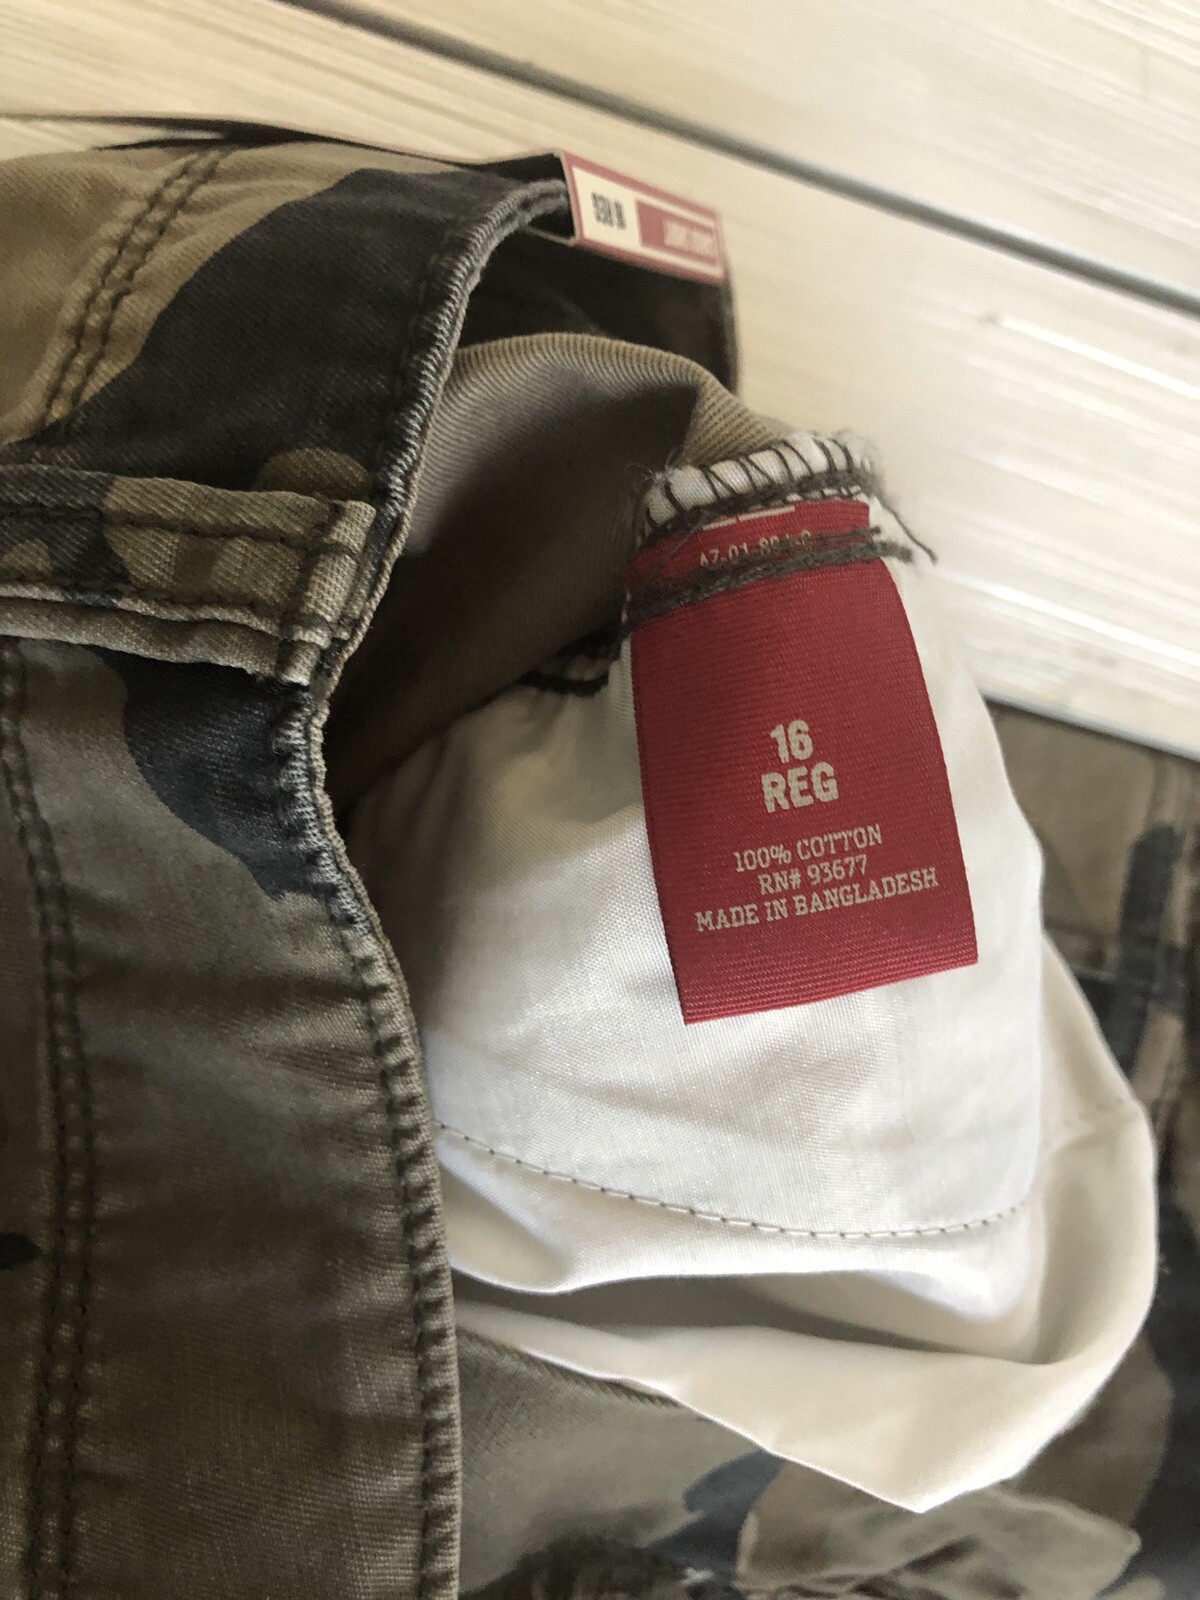 16
REG
100% COTTON
RN# 93677
MADE IN BANGLADESH